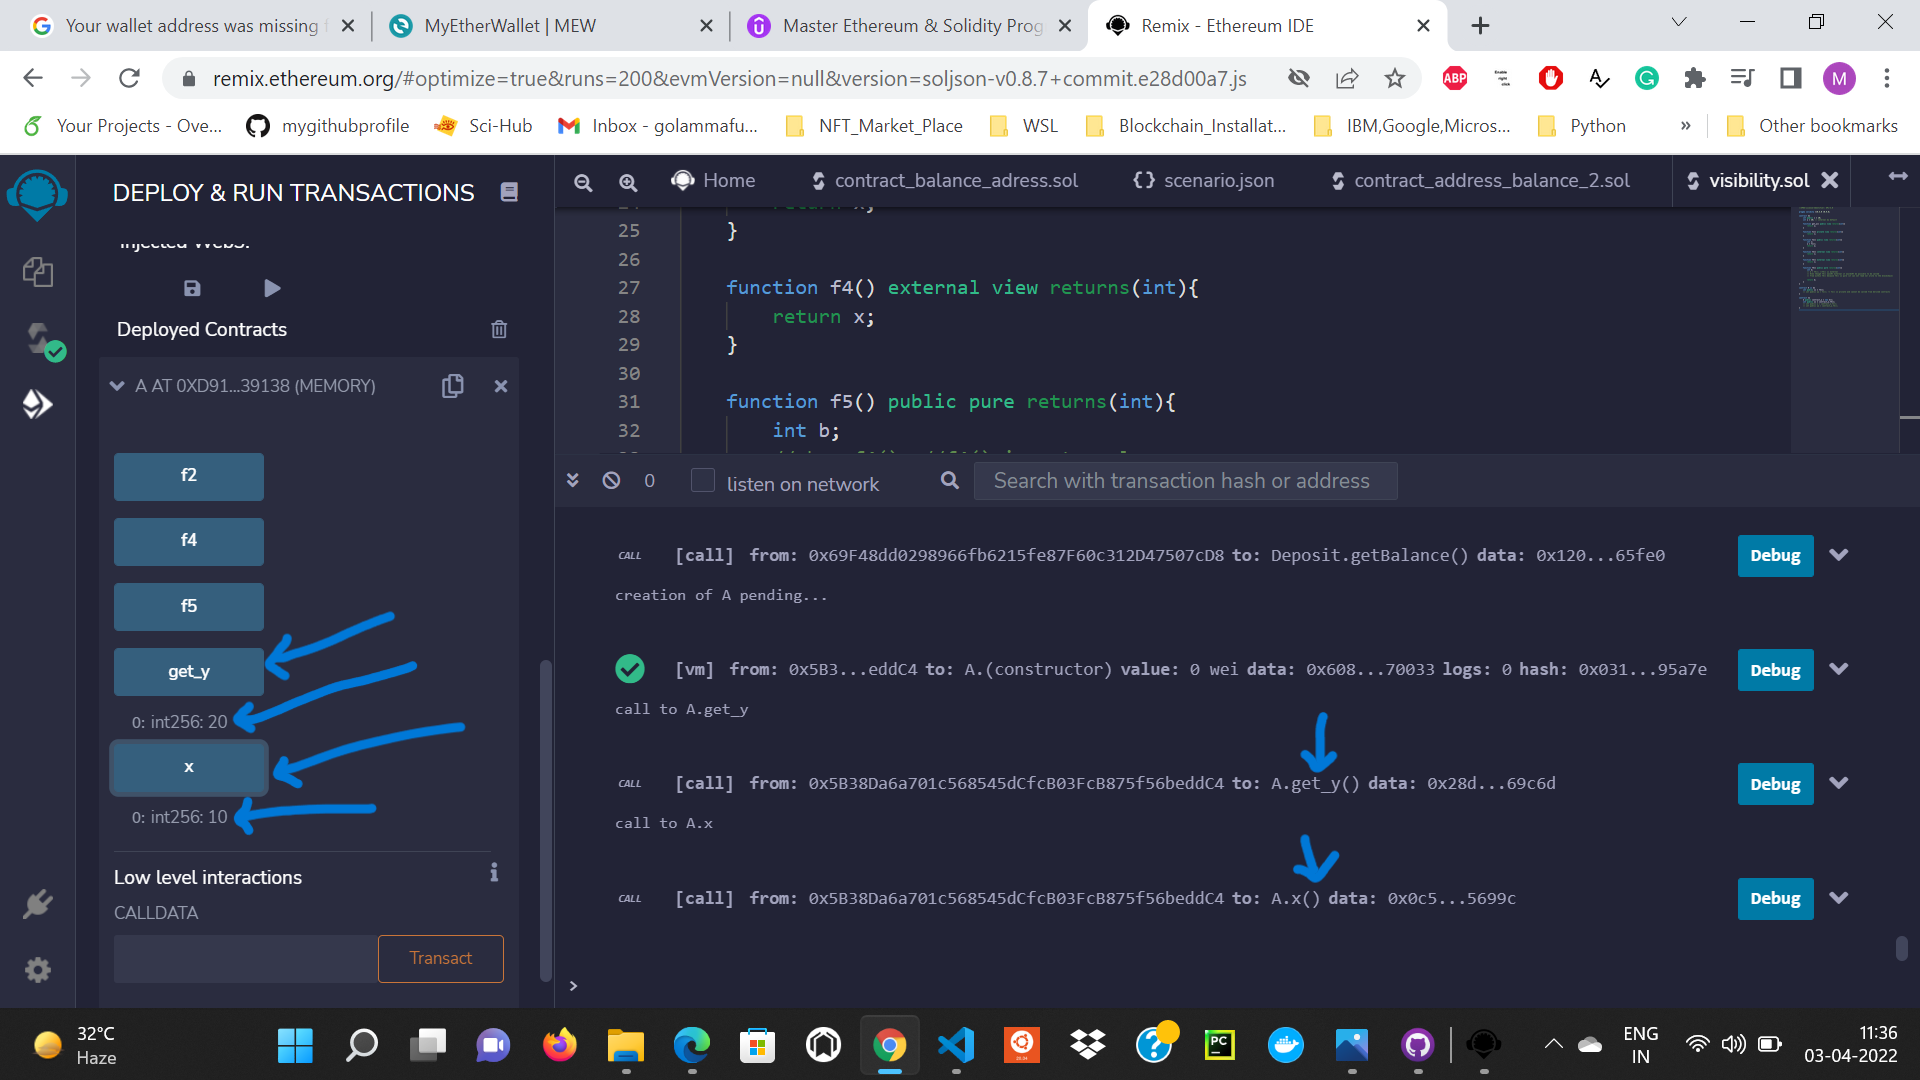 Your wallet address was missing f
MyEtherWallet | MEW
Master Ethereum & Solidity Prog
Remix - Ethereum IDE
remix.ethereum.org/#optimize=true&runs=200&evmVersion=null&version=soljson-v0.8.7+commit.e28d00a7.js
ABP
M
Your Projects - Ove...
mygithubprofile
Sci-Hub
Inbox - golammafu...
NFT_Market_Place
WSL
Blockchain_Installat...
IBM,Google,Micros...
Python
»
Other bookmarks
DEPLOY & RUN TRANSACTIONS
Injected Web3.
Deployed Contracts
A AT 0XD91...39138 (MEMORY)
f2
f4
f5
get_y
0: int256: 20
x
0: int256: 10
Low level interactions
i
CALLDATA
Transact
Home
contract_balance_adress.sol
{} scenario.json
contract_address_balance_2.sol
visibility.sol
24 return x;
25 }
26
27 function f4() external view returns(int){
28 return x;
29 }
30
31 function f5() public pure returns(int){
32 int b;
0
listen on network
Search with transaction hash or address
CALL [call] from: 0x69F48dd0298966fb6215fe87F60c312D47507cD8 to: Deposit.getBalance() data: 0x120...65fe0
Debug
creation of A pending...
[vm] from: 0x5B3...eddC4 to: A.(constructor) value: 0 wei data: 0x608...70033 logs: 0 hash: 0x031...95a7e
Debug
call to A.get_y
CALL [call] from: 0x5B38Da6a701c568545dCfcB03FcB875f56beddC4 to: A.get_y() data: 0x28d...69c6d
Debug
call to A.x
CALL [call] from: 0x5B38Da6a701c568545dCfcB03FcB875f56beddC4 to: A.x() data: 0x0c5...5699c
Debug
>
32°C
Haze
PC
ENG
IN
11:36
03-04-2022